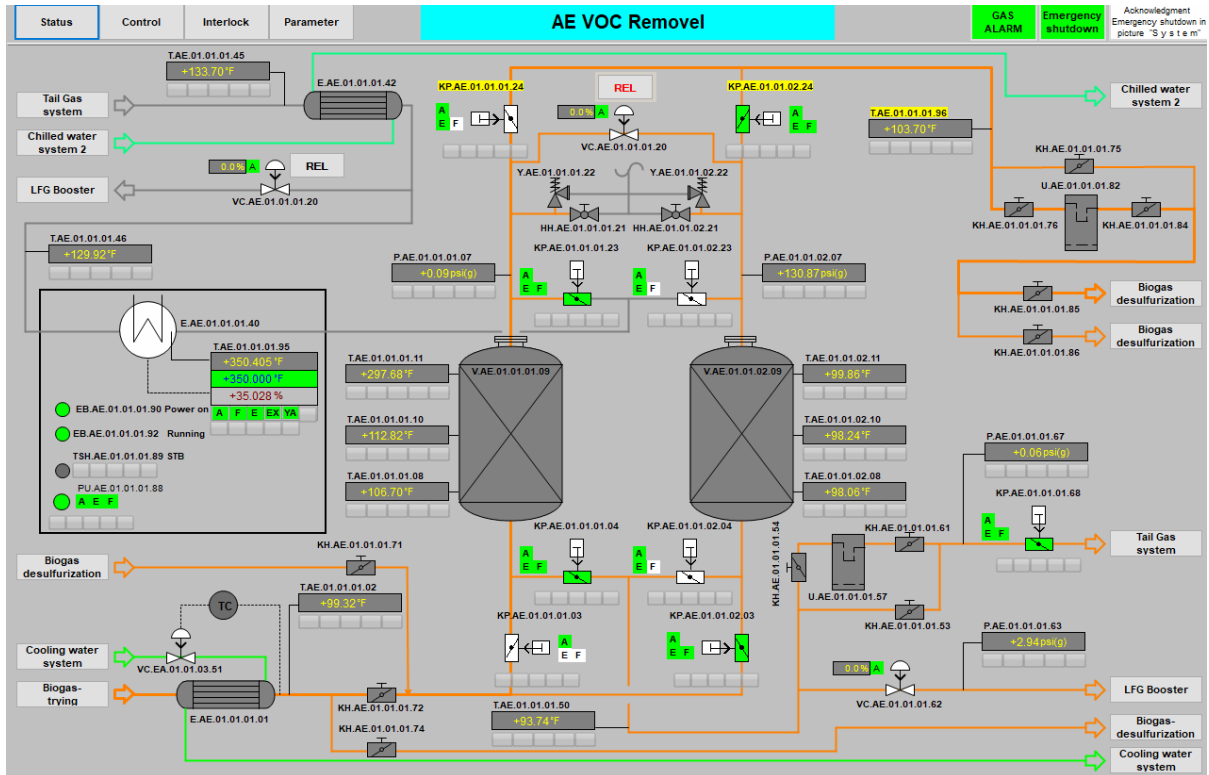 Status
Control
Interlock
Parameter
AE VOC Removel
GAS
ALARM
Emergency
shutdown
Acknowledgment
Emergency shutdown in
picture "S y s t e m"
T.AE.01.01.01.45
+133.70°F
E.AE.01.01.01.42
Tail Gas
system
Chilled water
system 2
0.0%
A
REL
VC.AE.01.01.01.20
LFG Booster
KP.AE.01.01.01.24
A
E F
REL
0.0%
A
VC.AE.01.01.01.20
KP.AE.01.01.02.24
A
E F
Chilled water
system 2
T.AE.01.01.01.96
+103.70°F
KH.AE.01.01.01.75
U.AE.01.01.01.82
KH.AE.01.01.01.76
KH.AE.01.01.01.84
Y.AE.01.01.01.22
Y.AE.01.01.02.22
HH.AE.01.01.01.21
HH.AE.01.01.02.21
T.AE.01.01.01.46
+129.92°F
P.AE.01.01.01.07
+0.09psi(g)
KP.AE.01.01.01.23
A
E F
KP.AE.01.01.02.23
A
E F
P.AE.01.01.02.07
+130.87psi(g)
Biogas
desulfurization
KH.AE.01.01.01.85
Biogas
desulfurization
KH.AE.01.01.01.86
E.AE.01.01.01.40
T.AE.01.01.01.95
+350.405°F
+350.000°F
+35.028 %
A F E EX YA
EB.AE.01.01.01.90 Power on
EB.AE.01.01.01.92 Running
TSH.AE.01.01.01.89 STB
PU.AE.01.01.01.88
A E F
T.AE.01.01.01.11
+297.68°F
V.AE.01.01.01.09
T.AE.01.01.01.10
+112.82°F
T.AE.01.01.01.08
+106.70°F
V.AE.01.01.02.09
T.AE.01.01.02.11
+99.86°F
T.AE.01.01.02.10
+98.24°F
T.AE.01.01.02.08
+98.06°F
P.AE.01.01.01.67
+0.06psi(g)
KP.AE.01.01.01.68
A
E F
Tail Gas
system
KP.AE.01.01.01.04
A
E F
KP.AE.01.01.02.04
A
E F
KH.AE.01.01.01.54
KH.AE.01.01.01.61
U.AE.01.01.01.57
KH.AE.01.01.01.53
Biogas
desulfurization
KH.AE.01.01.01.71
T.AE.01.01.01.02
+99.32°F
TC
KP.AE.01.01.01.03
A
E F
KP.AE.01.01.02.03
A
E F
P.AE.01.01.01.63
+2.94psi(g)
0.0%
A
VC.AE.01.01.01.62
LFG Booster
Cooling water
system
VC.EA.01.01.03.51
Biogas-
trying
E.AE.01.01.01.01
KH.AE.01.01.01.72
KH.AE.01.01.01.74
T.AE.01.01.01.50
+93.74°F
Biogas-
desulfurization
Cooling water
system